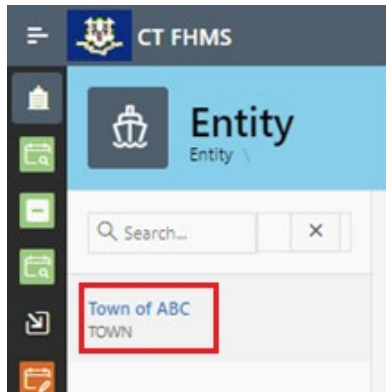 CT FHMS
Entity
Entity \
Search...
Town of ABC
TOWN